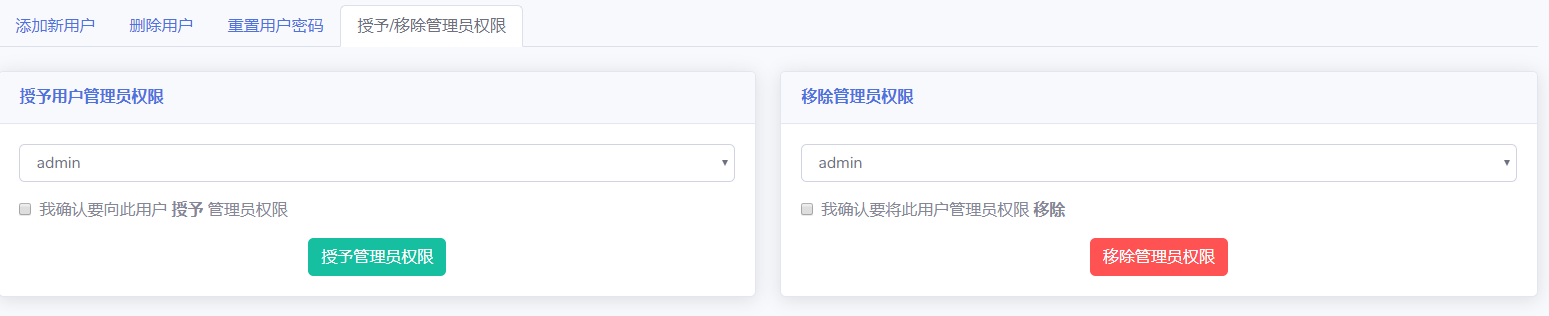 添加新用户 删除用户 重置用户密码 授予/移除管理员权限
授予用户管理员权限
admin
我确认要向此用户 授予 管理员权限
授予管理员权限
移除管理员权限
admin
我确认要将此用户管理员权限 移除
移除管理员权限